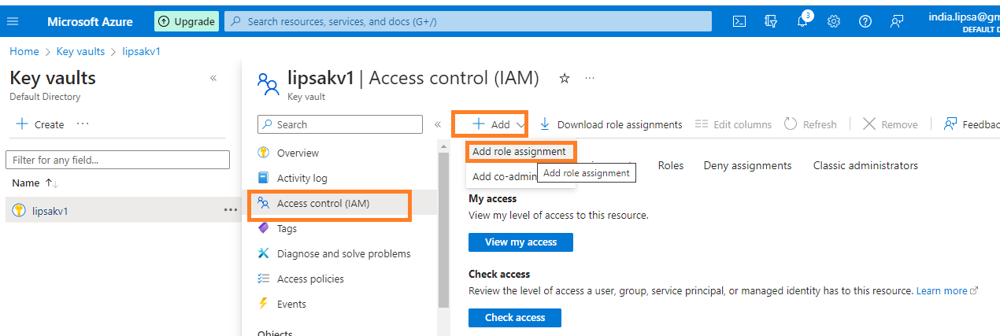 Microsoft Azure
Upgrade
Search resources, services, and docs (G+/)
3
india.lipsa@gm
DEFAULT D
Home > Key vaults > lipsakv1
Key vaults
Default Directory
Create
Filter for any field...
Name
lipsakv1
lipsakv1 | Access control (IAM)
Key vault
Search
Overview
Activity log
Access control (IAM)
Tags
Diagnose and solve problems
Access policies
Events
Objects
Add
Download role assignments
Edit columns
Refresh
Remove
Feedbac
Add role assignment
Add co-admin
Add role assignment
Roles
Deny assignments
Classic administrators
My access
View my level of access to this resource.
View my access
Check access
Review the level of access a user, group, service principal, or managed identity has to this resource. Learn more
Check access